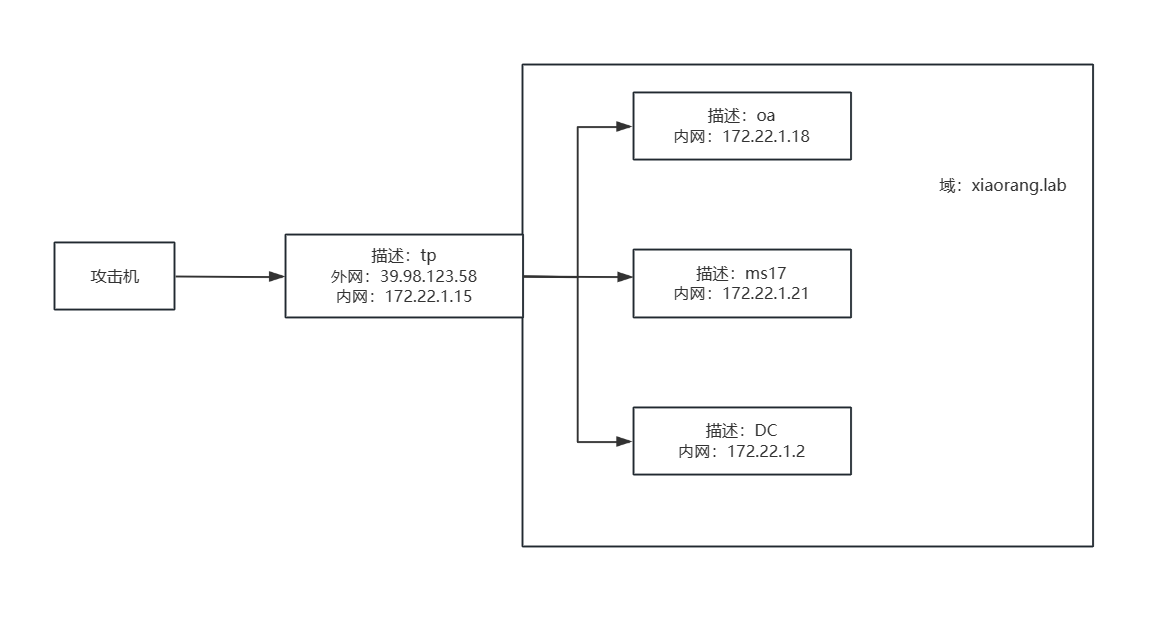 攻击机
描述：tp
外网：39.98.123.58
内网：172.22.1.15
描述：oa
内网：172.22.1.18
域：xiaorang.lab
描述：ms17
内网：172.22.1.21
描述：DC
内网：172.22.1.2